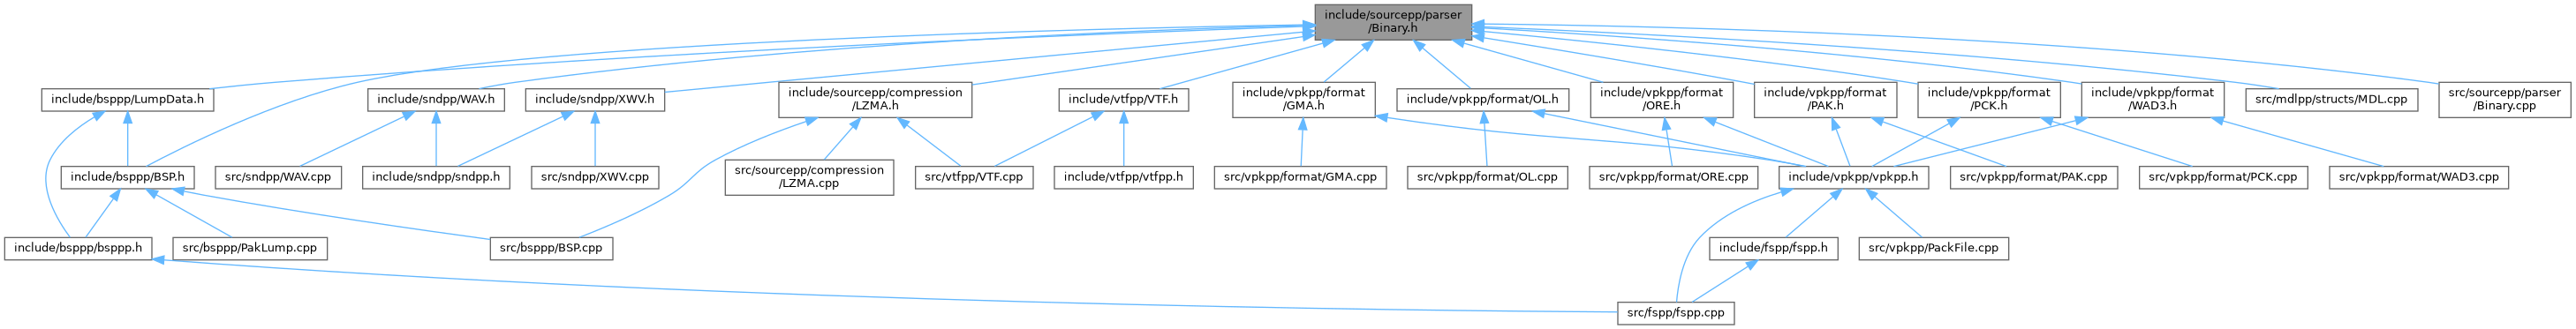 include/sourcepp/parser
/Binary.h
include/bsppp/LumpData.h
include/sndpp/WAV.h
include/sndpp/XWV.h
include/sourcepp/compression
/LZMA.h
include/vtfpp/VTF.h
include/vpkpp/format
/GMA.h
include/vpkpp/format/OL.h
include/vpkpp/format
/ORE.h
include/vpkpp/format
/PAK.h
include/vpkpp/format
/PCK.h
include/vpkpp/format
/WAD3.h
src/mdlpp/structs/MDL.cpp
src/sourcepp/parser
/Binary.cpp
include/bsppp/BSP.h
src/sndpp/WAV.cpp
include/sndpp/sndpp.h
src/sndpp/XWV.cpp
src/sourcepp/compression
/LZMA.cpp
src/vtfpp/VTF.cpp
include/vtfpp/vtfpp.h
src/vpkpp/format/GMA.cpp
src/vpkpp/format/OL.cpp
src/vpkpp/format/ORE.cpp
include/vpkpp/vpkpp.h
src/vpkpp/format/PAK.cpp
src/vpkpp/format/PCK.cpp
src/vpkpp/format/WAD3.cpp
include/bsppp/bsppp.h
src/bsppp/PakLump.cpp
src/bsppp/BSP.cpp
include/fspp/fspp.h
src/vpkpp/PackFile.cpp
src/fspp/fspp.cpp